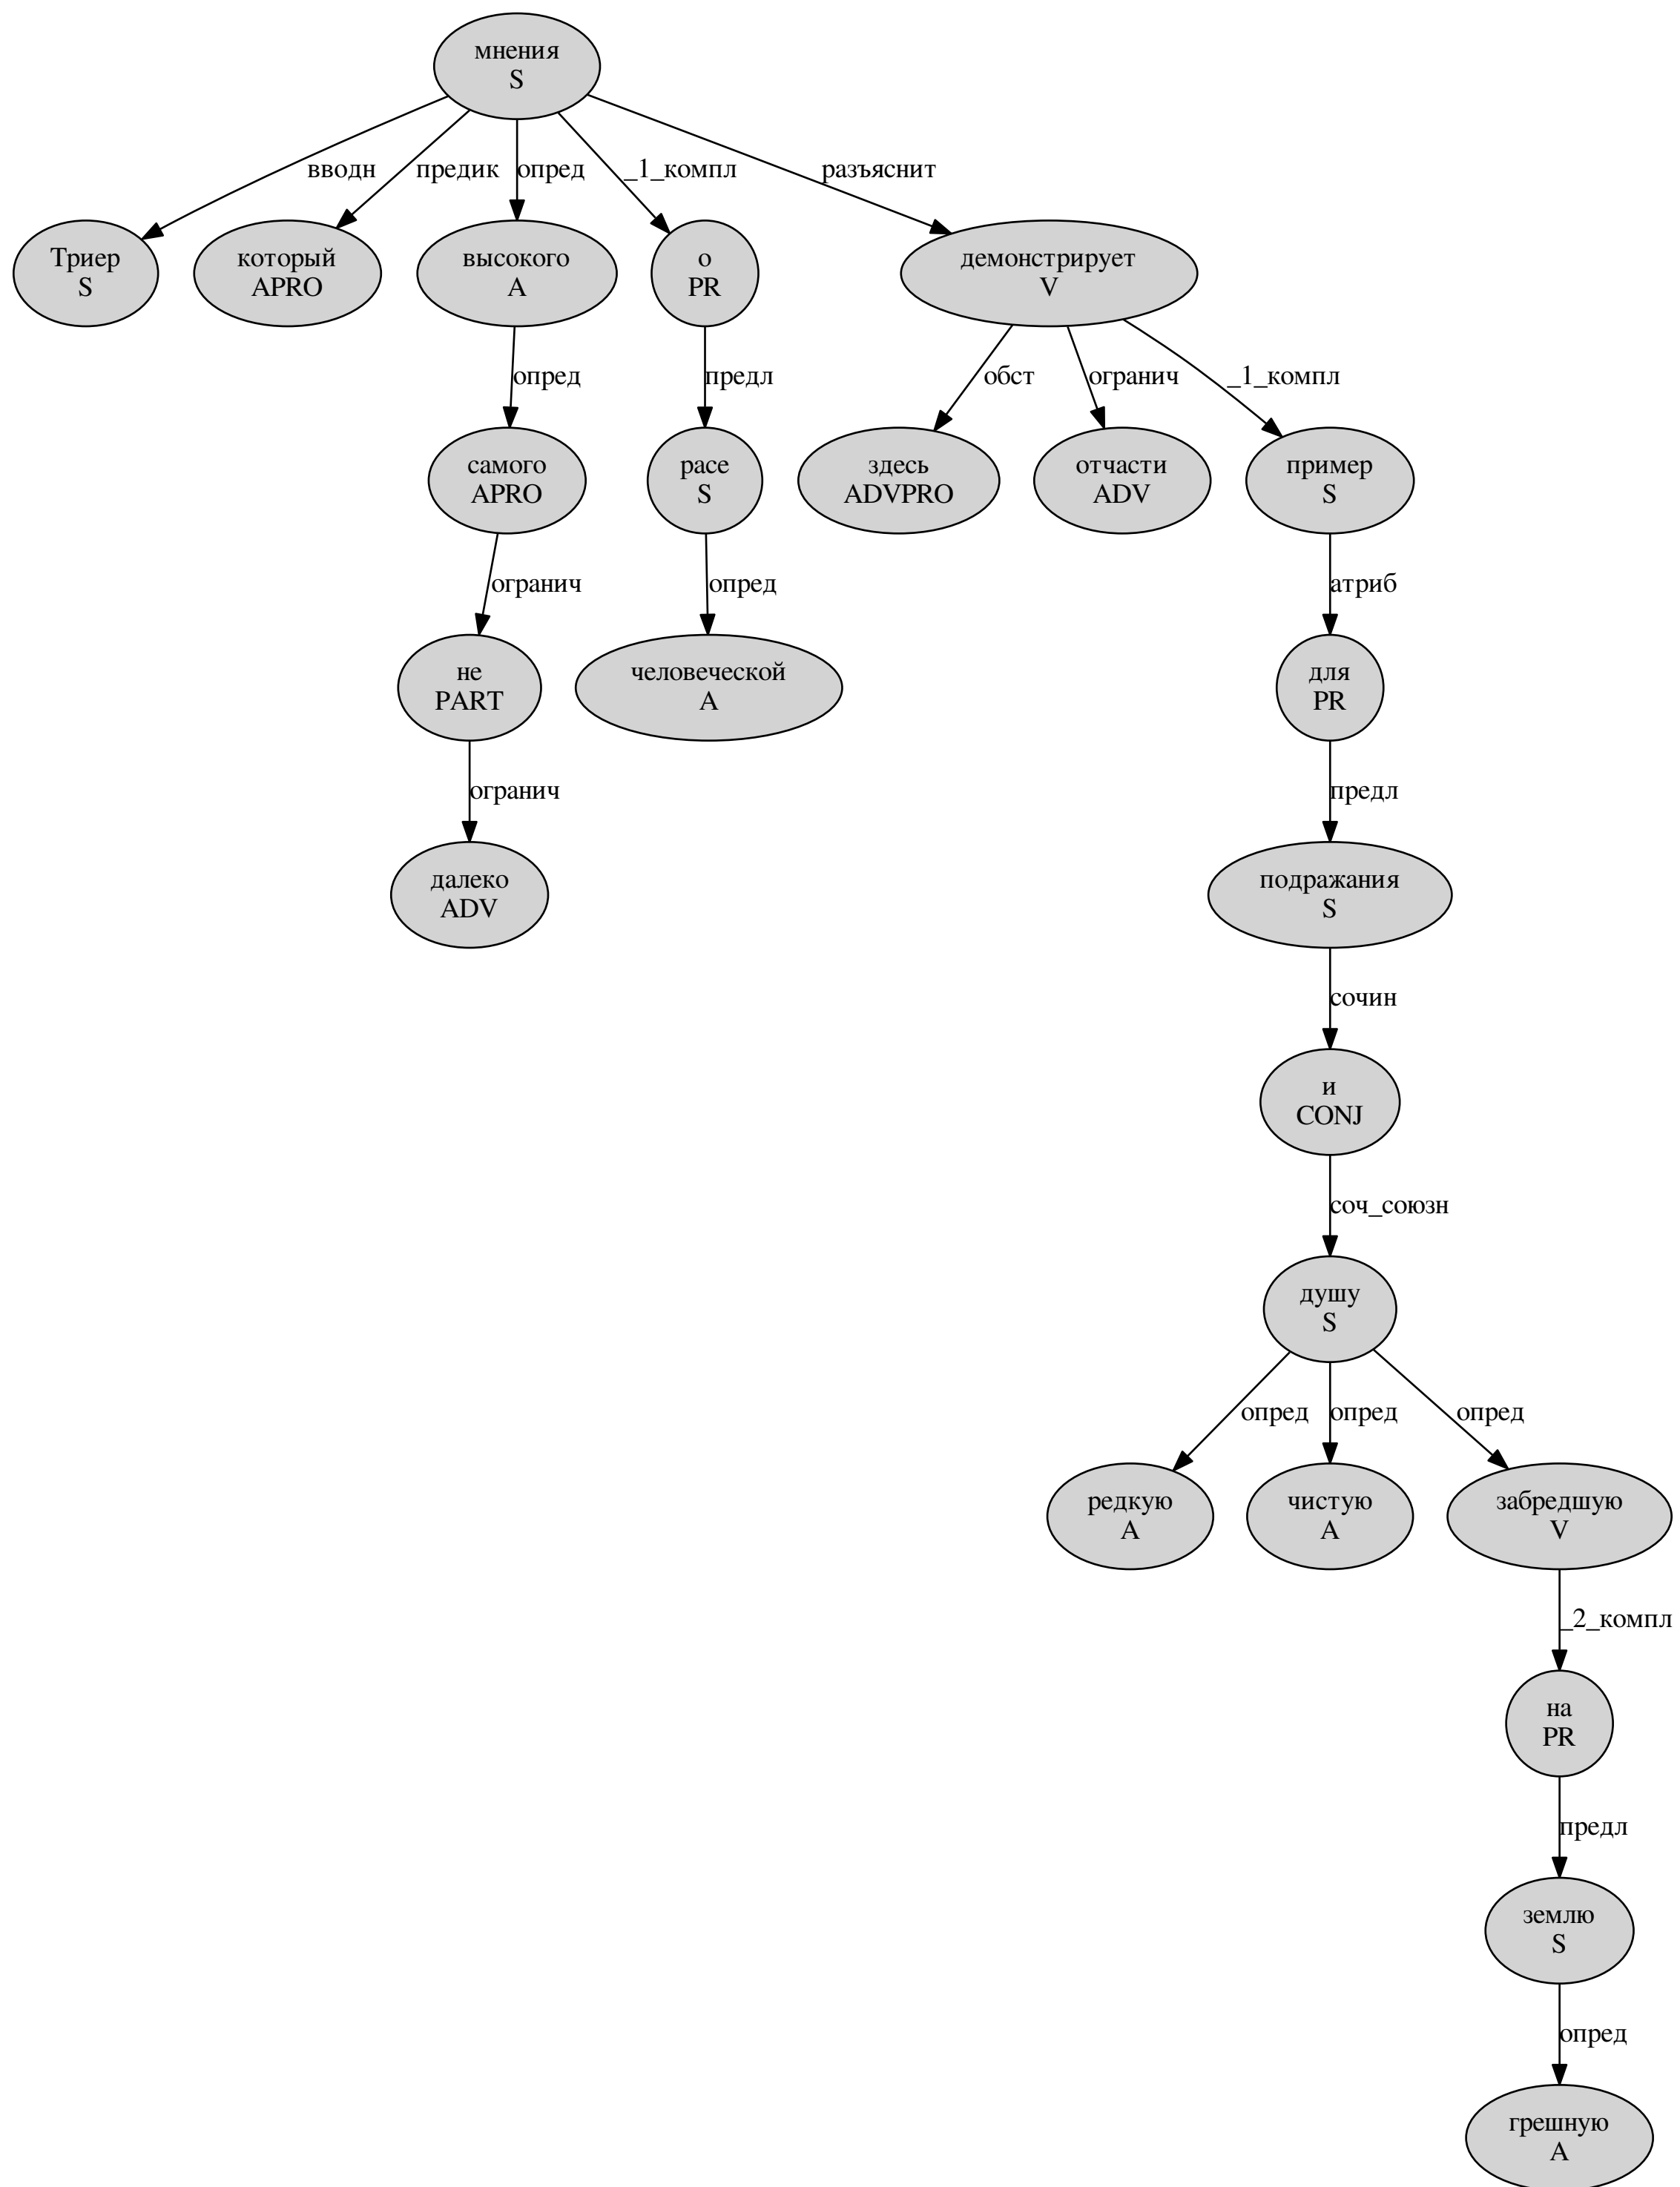 мнения
S
вводн
предик
опред
_1_компл
разъяснит
Триер
S
который
APRO
высокого
A
о
PR
демонстрирует
V
опред
предл
обст
огранич
_1_компл
самого
APRO
расе
S
здесь
ADVPRO
отчасти
ADV
пример
S
огранич
опред
атриб
не
PART
человеческой
A
для
PR
огранич
предл
далеко
ADV
подражания
S
сочин
и
CONJ
соч_союзн
душу
S
опред
опред
опред
редкую
A
чистую
A
забредшую
V
_2_компл
на
PR
предл
землю
S
опред
грешную
A